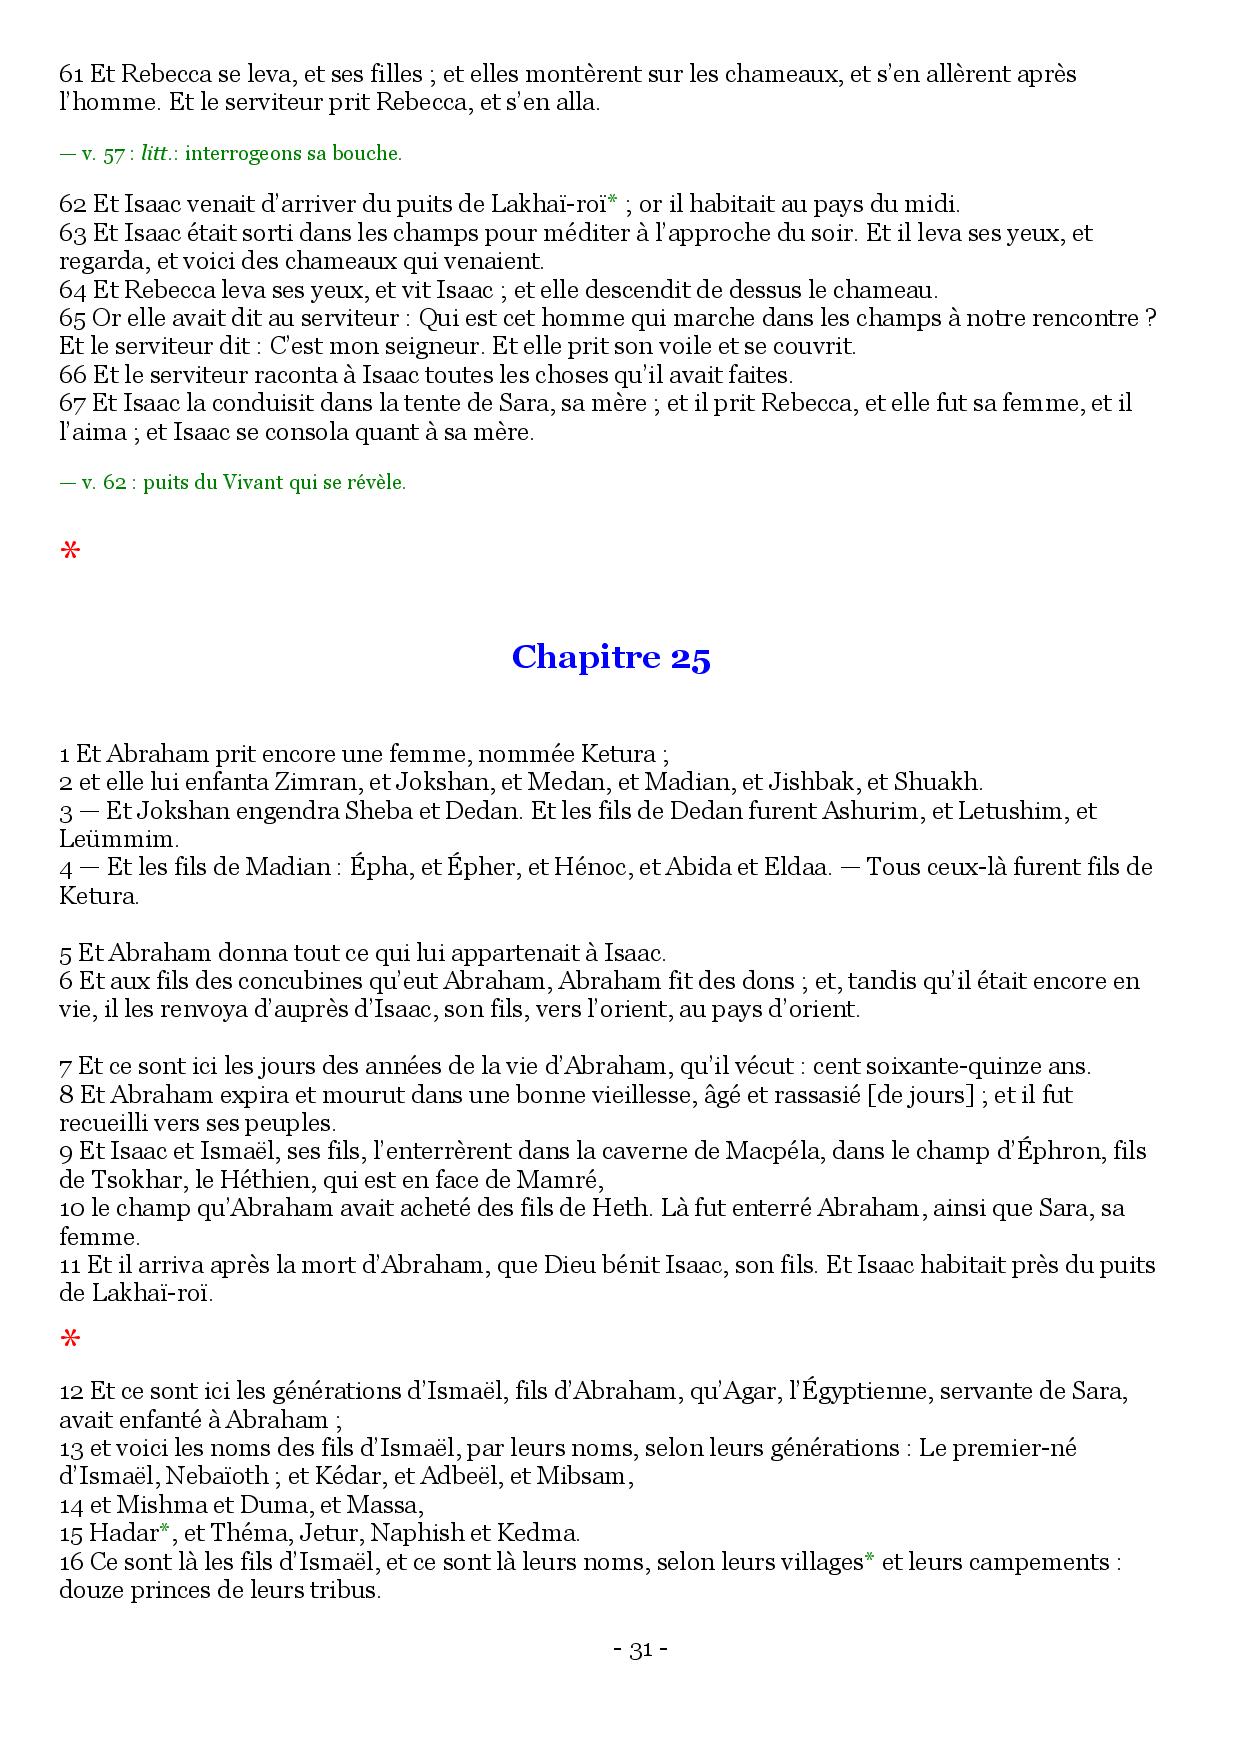 61 Et Rebecca se leva, et ses filles ; et elles montèrent sur les chameaux, et s’en allèrent après
l’homme. Et le serviteur prit Rebecca, et s’en alla.
— v. 57 : litt.: interrogeons sa bouche.
62 Et Isaac venait d’arriver du puits de Lakhaï-roï* ; or il habitait au pays du midi.
63 Et Isaac était sorti dans les champs pour méditer à l’approche du soir. Et il leva ses yeux, et
regarda, et voici des chameaux qui venaient.
64 Et Rebecca leva ses yeux, et vit Isaac ; et elle descendit de dessus le chameau.
65 Or elle avait dit au serviteur : Qui est cet homme qui marche dans les champs à notre rencontre ?
Et le serviteur dit : C’est mon seigneur. Et elle prit son voile et se couvrit.
66 Et le serviteur raconta à Isaac toutes les choses qu’il avait faites.
67 Et Isaac la conduisit dans la tente de Sara, sa mère ; et il prit Rebecca, et elle fut sa femme, et il
l’aima ; et Isaac se consola quant à sa mère.
— v. 62 : puits du Vivant qui se révèle.
*
Chapitre 25
1 Et Abraham prit encore une femme, nommée Ketura ;
2 et elle lui enfanta Zimran, et Jokshan, et Medan, et Madian, et Jishbak, et Shuakh.
3 — Et Jokshan engendra Sheba et Dedan. Et les fils de Dedan furent Ashurim, et Letushim, et
Leümmim.
4 — Et les fils de Madian : Épha, et Épher, et Hénoc, et Abida et Eldaa. — Tous ceux-là furent fils de
Ketura.
5 Et Abraham donna tout ce qui lui appartenait à Isaac.
6 Et aux fils des concubines qu’eut Abraham, Abraham fit des dons ; et, tandis qu’il était encore en
vie, il les renvoya d’auprès d’Isaac, son fils, vers l’orient, au pays d’orient.
7 Et ce sont ici les jours des années de la vie d’Abraham, qu’il vécut : cent soixante-quinze ans.
8 Et Abraham expira et mourut dans une bonne vieillesse, âgé et rassasié [de jours] ; et il fut
recueilli vers ses peuples.
9 Et Isaac et Ismaël, ses fils, l’enterrèrent dans la caverne de Macpéla, dans le champ d’Éphron, fils
de Tsokhar, le Héthien, qui est en face de Mamré,
10 le champ qu’Abraham avait acheté des fils de Heth. Là fut enterré Abraham, ainsi que Sara, sa
femme.
11 Et il arriva après la mort d’Abraham, que Dieu bénit Isaac, son fils. Et Isaac habitait près du puits
de Lakhaï-roï.
*
12 Et ce sont ici les générations d’Ismaël, fils d’Abraham, qu’Agar, l’Égyptienne, servante de Sara,
avait enfanté à Abraham ;
13 et voici les noms des fils d’Ismaël, par leurs noms, selon leurs générations : Le premier-né
d’Ismaël, Nebaïoth ; et Kédar, et Adbeël, et Mibsam,
14 et Mishma et Duma, et Massa,
15 Hadar*, et Théma, Jetur, Naphish et Kedma.
16 Ce sont là les fils d’Ismaël, et ce sont là leurs noms, selon leurs villages* et leurs campements :
douze princes de leurs tribus.
- 31 -